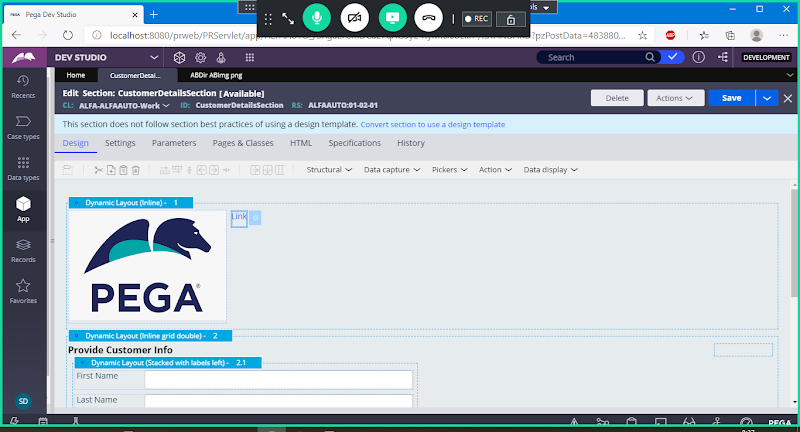 Pega Dev Studio
ols
REC
localhost:8080/prweb/PRServlet/app/
pzPostData=483880...
DEV STUDIO
Search
DEVELOPMENT
Home
CustomerDetai...
ABDir ABImg png
Recents
Case types
Data types
App
Records
Favorites
SD
Edit Section: CustomerDetailsSection [Available]
CL: ALFA-ALFAAUTO-Work ID: CustomerDetailsSection RS: ALFAAUTO:01-02-01
Delete
Actions
Save
This section does not follow section best practices of using a design template. Convert section to use a design template
Design Settings Parameters Pages & Classes HTML Specifications History
Structural Data capture Pickers Action Data display
Dynamic Layout (Inline) - 1
Link
PEGA®
Dynamic Layout (Inline grid double) - 2
Provide Customer Info
Dynamic Layout (Stacked with labels left) - 2.1
First Name
Last Name
PEGA